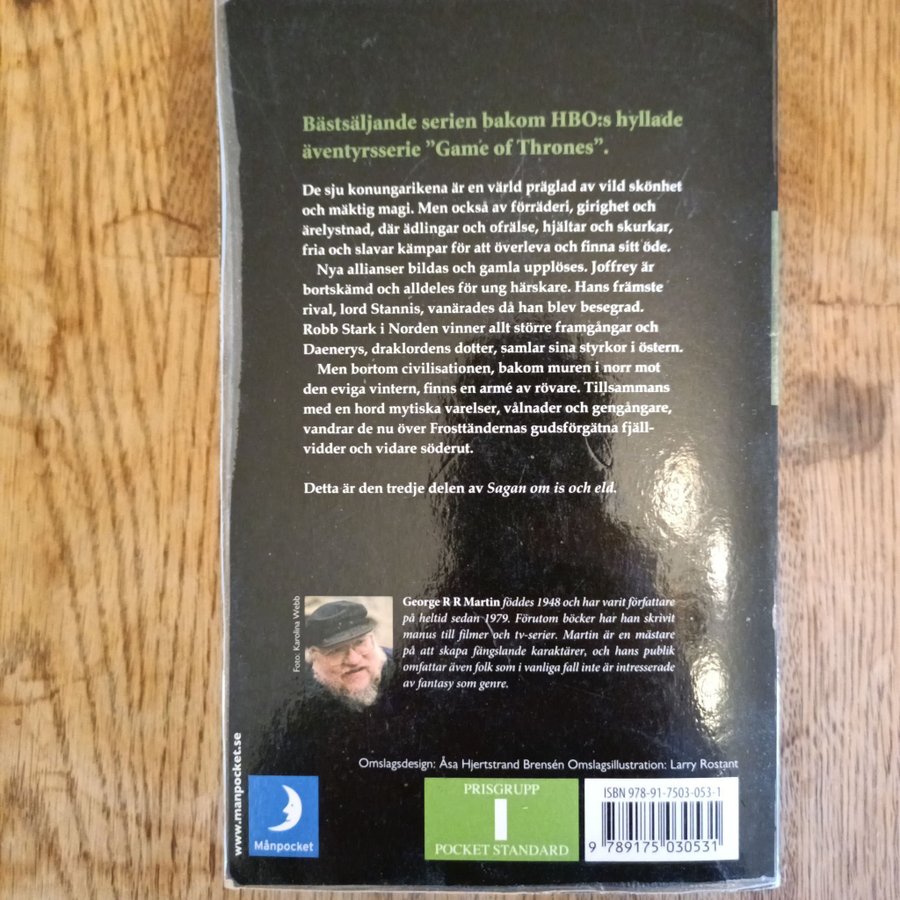 Bästsäljande serien bakom HBO:s hyllade
äventyrsserie ”Game of Thrones”.
De sju konungarikena är en värld präglad av vild skönhet
och mäktig magi. Men också av förräderi, girighet och
ärelystnad, där ädlingar och ofrälse, hjältar och skurkar,
fria och slavar kämpar för att överleva och finna sitt öde.
Nya allianser bildas och gamla upplöses. Joffrey är
bortskämd och alldeles för ung härskare. Hans främste
rival, lord Stannis, vanärades då han blev besegrad.
Robb Stark i Norden vinner allt större framgångar och
Daenerys, draklordens dotter, samlar sina styrkor i östern.
Men bortom civilisationen, bakom muren i norr mot
den eviga vintern, finns en armé av rövare. Tillsammans
med en hord mytiska varelser, vålnader och gengångare,
vandrar de nu över Frosttändernas gudsförgätna fjäll-
vidder och vidare söderut.
Detta är den tredje delen av Sagan om is och eld.
Foto: Karolina Webb
George R R Martin föddes 1948 och har varit författare
på heltid sedan 1979. Förutom böcker har han skrivit
manus till filmer och tv-serier. Martin är en mästare
på att skapa fängslande karaktärer, och hans publik
omfattar även folk som i vanliga fall inte är intresserade
av fantasy som genre.
Omslagsdesign: Åsa Hjertstrand Brensén Omslagsillustration: Larry Rostant
www.manpocket.se
Månpocket
PRISGRUPP
1
POCKET STANDARD
ISBN 978-91-7503-053-1
9 789175 030531